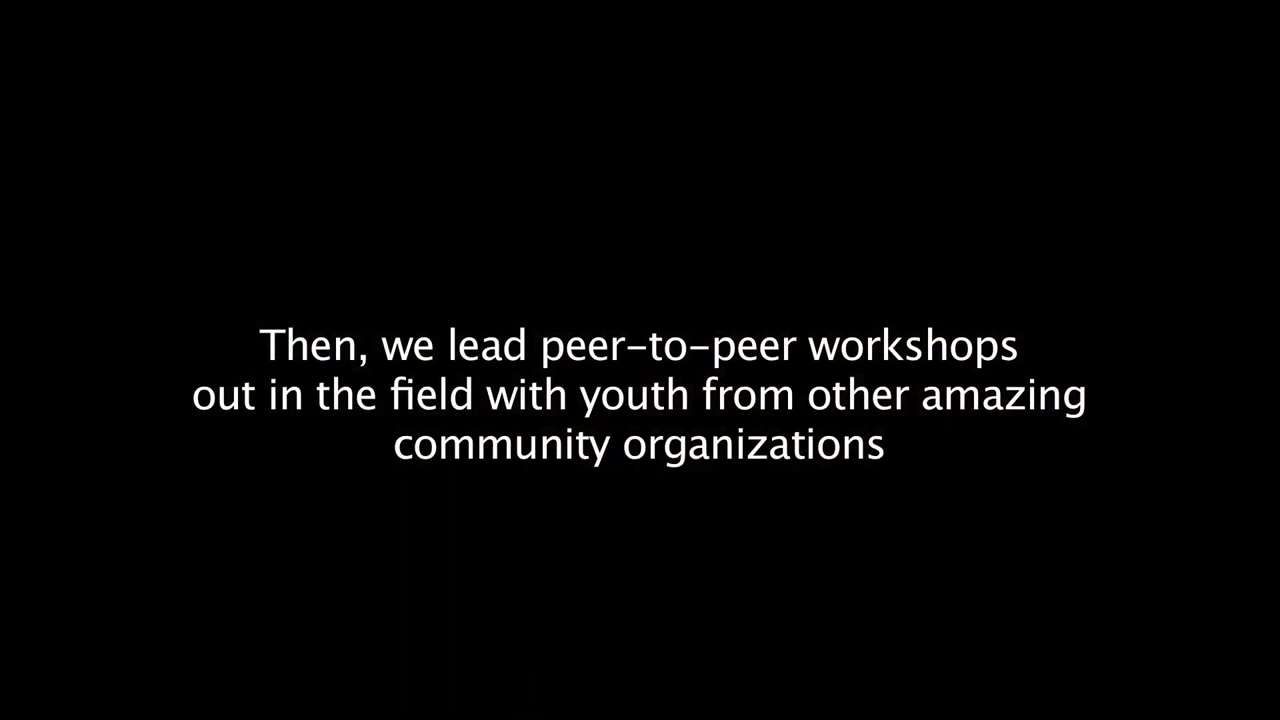 Then, we lead peer-to-peer workshops
out in the field with youth from other amazing
community organizations